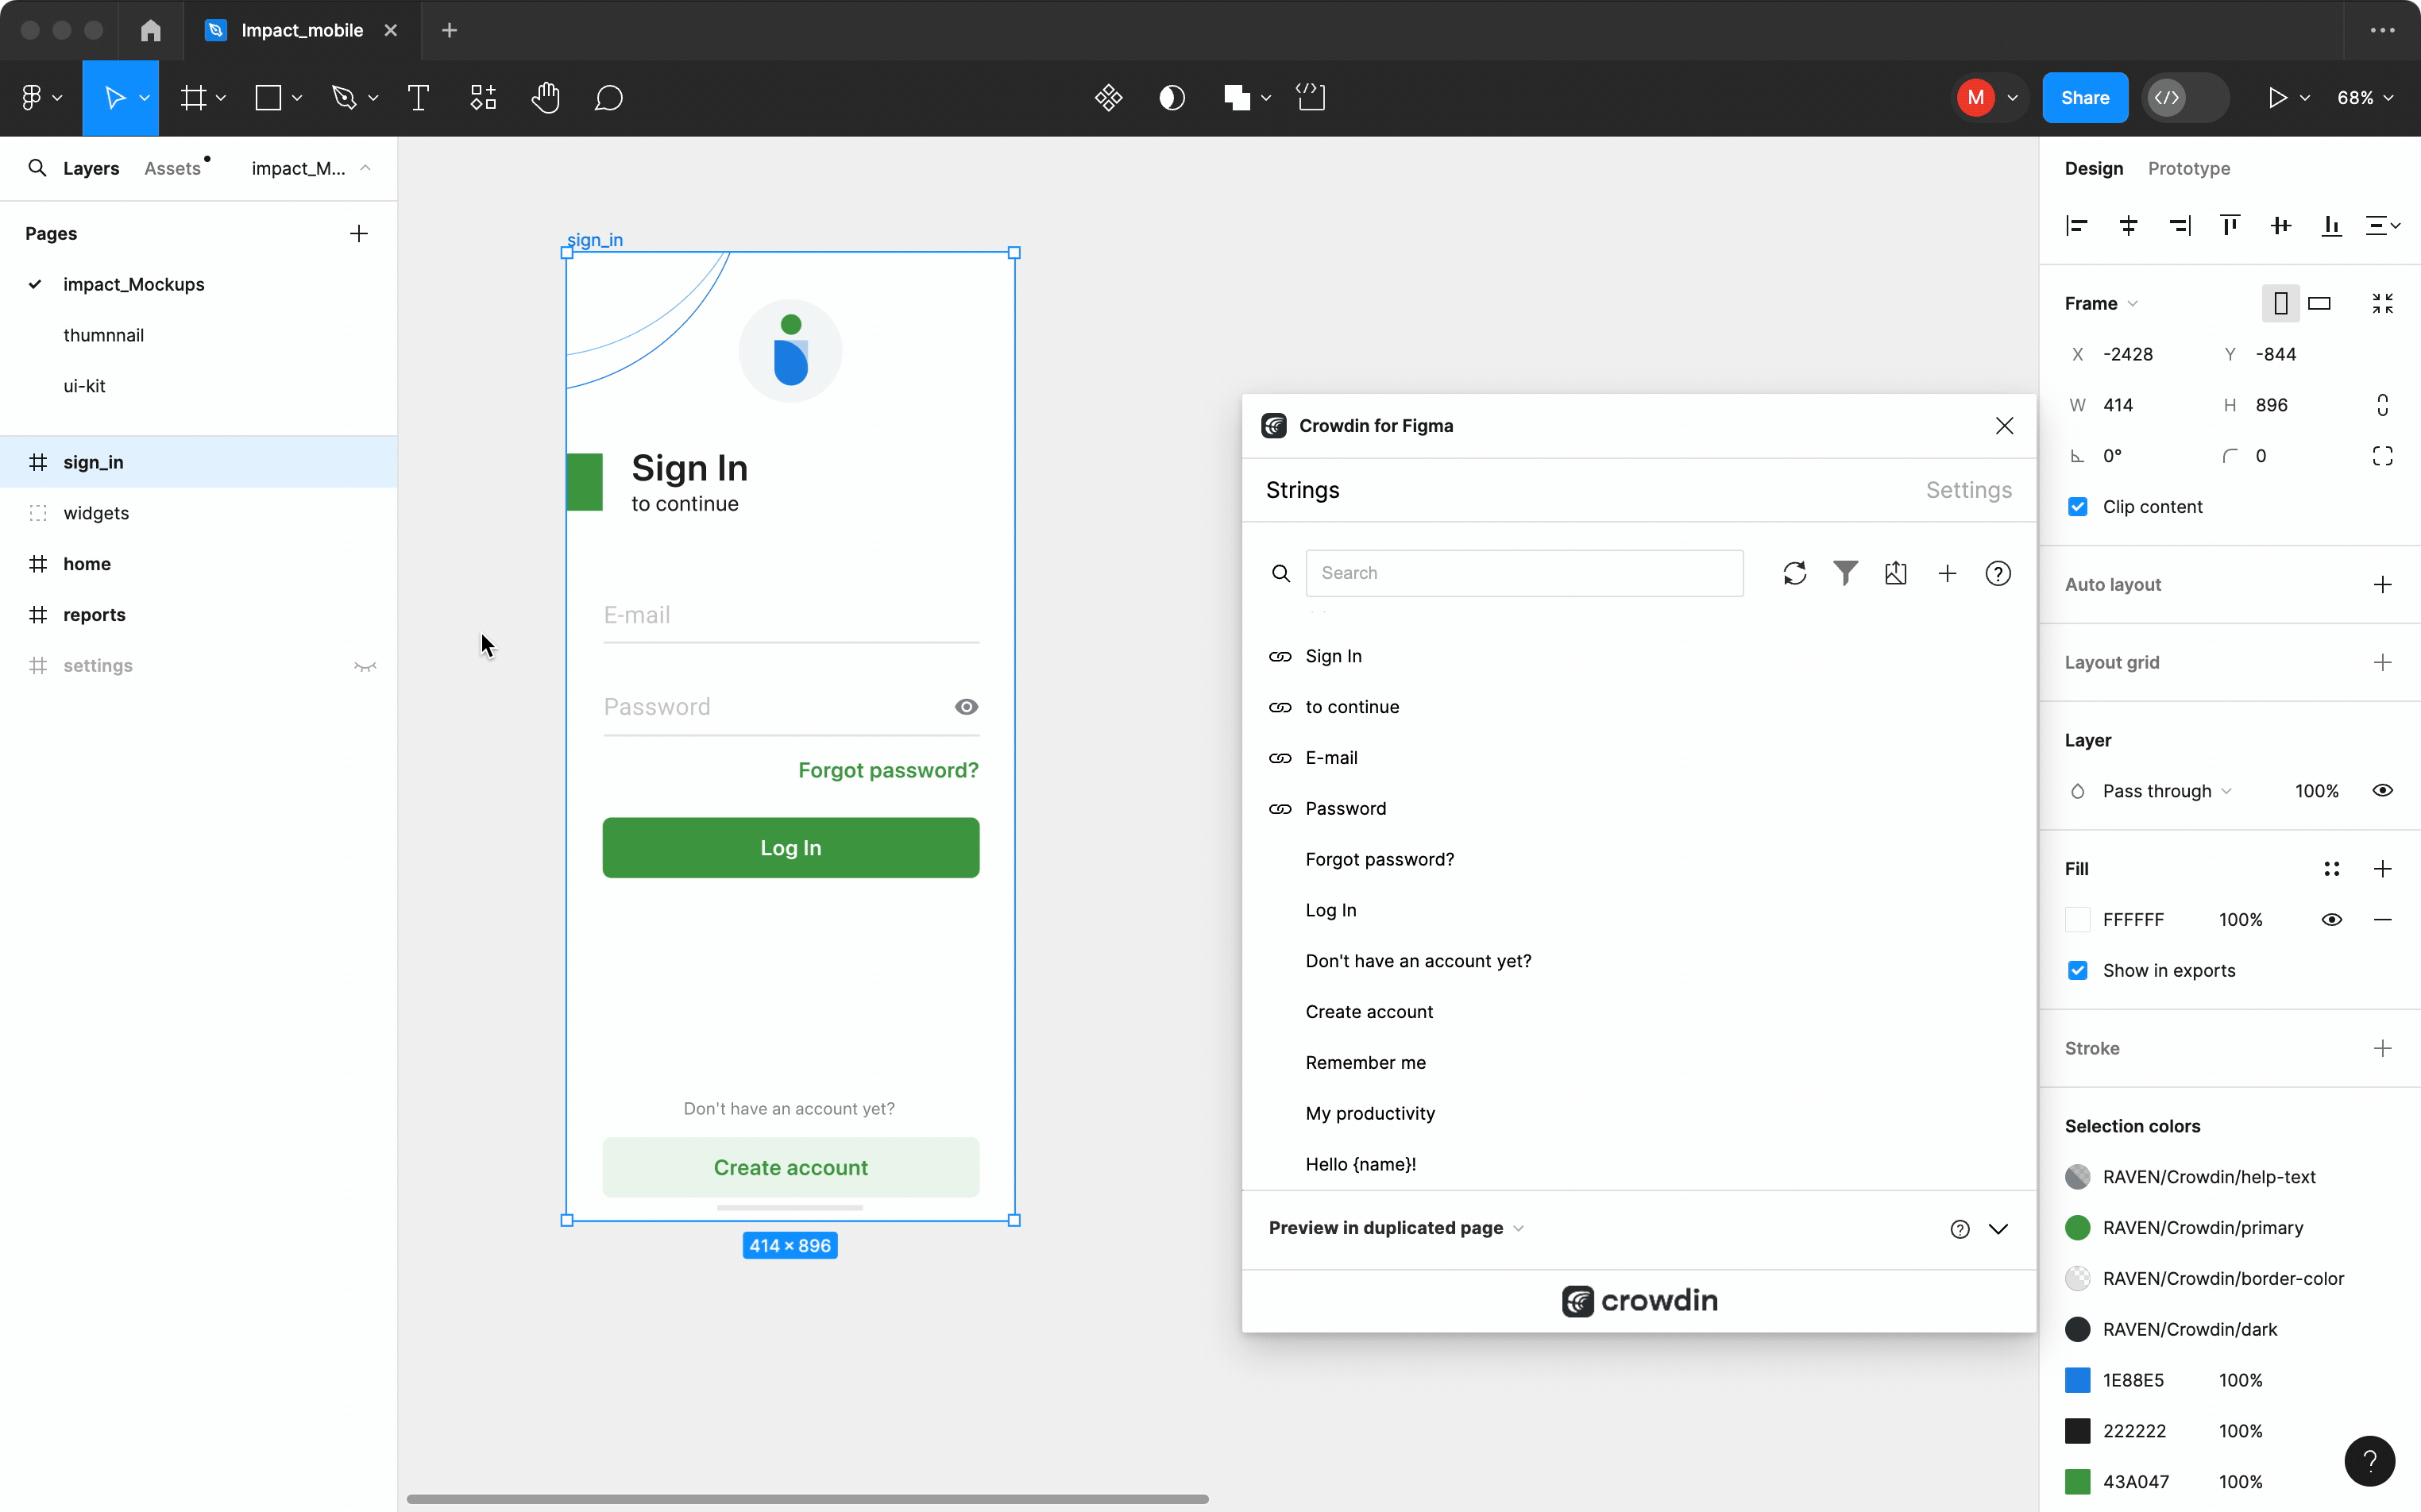 Impact_mobile
M
Share
68%
Layers
Assets
impact_M...
Pages
impact_Mockups
thumnnail
ui-kit
sign_in
widgets
home
reports
settings
sign_in
Sign In
to continue
E-mail
Password
Forgot password?
Log In
Don't have an account yet?
Create account
414 × 896
Crowdin for Figma
Strings
Settings
Search
Sign In
to continue
E-mail
Password
Forgot password?
Log In
Don't have an account yet?
Create account
Remember me
My productivity
Hello {name}!
Preview in duplicated page
crowdin
Design
Prototype
Frame
X -2428 Y -844
W 414 H 896
0° 0
Clip content
Auto layout
Layout grid
Layer
Pass through 100%
Fill
FFFFFF 100%
Show in exports
Stroke
Selection colors
RAVEN/Crowdin/help-text
RAVEN/Crowdin/primary
RAVEN/Crowdin/border-color
RAVEN/Crowdin/dark
1E88E5 100%
222222 100%
43A047 100%
?